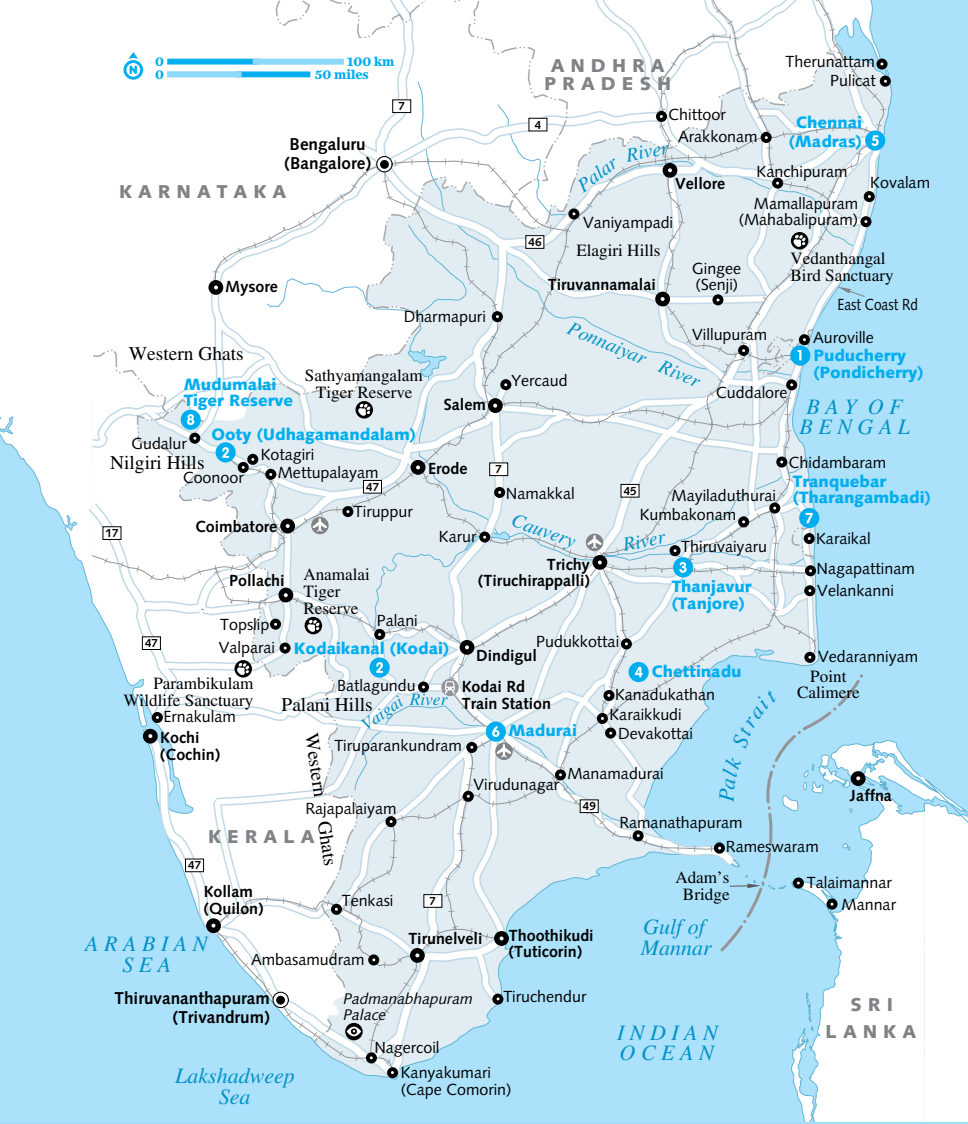 N
0 100 km
0 50 miles
ANDHRA
PRADESH
Therunattam
Pulicat
7
4
Chittoor
Chennai
(Madras)
5
Arakkonam
Bengaluru
(Bangalore)
Palar River
Vellore
Kanchipuram
Kovalam
KARNATAKA
Mamallapuram
(Mahabalipuram)
Vaniyampadi
46
Elagiri Hills
Vedanthangal
Bird Sanctuary
Gingee
(Senji)
Tiruvannamalai
Mysore
East Coast Rd
Dharmapuri
Ponnaiyar River
Villupuram
Auroville
1
Puducherry
(Pondicherry)
Western Ghats
Sathyamangalam
Tiger Reserve
Yercaud
Cuddalore
Mudumalai
Tiger Reserve
8
Salem
BAY OF
BENGAL
Gudalur
Ooty (Udhagamandalam)
2
Kotagiri
Nilgiri Hills
Coonoor
Mettupalayam
Erode
7
Chidambaram
47
Namakkal
45
Tranquebar
(Tharangambadi)
7
Mayiladuthurai
Kumbakonam
Tiruppur
Coimbatore
17
Karur
Cauvery River
Karaikal
Thiruvaiyaru
Trichy
(Tiruchirappalli)
3
Thanjavur
(Tanjore)
Nagapattinam
Velankanni
Pollachi
Anamalai
Tiger
Reserve
Topslip
Palani
47
Valparai
Kodaikanal (Kodai)
2
Dindigul
Pudukkottai
Vedaranniyam
Point
Calimere
4
Chettinadu
Parambikulam
Wildlife Sanctuary
Batlagundu
Kodai Rd
Train Station
Palani Hills
Vaigai River
Kanadukathan
Ernakulam
Kochi
(Cochin)
Karaikkudi
Devakottai
6
Madurai
Palk Strait
Tiruparankundram
Western Ghats
Virudunagar
Manamadurai
Jaffna
Rajapalaiyam
49
KERALA
Ramanathapuram
Rameswaram
47
Adam's
Bridge
Talaimannar
Mannar
Kollam
(Quilon)
Tenkasi
7
Gulf of
Mannar
ARABIAN
SEA
Tirunelveli
Thoothikudi
(Tuticorin)
Ambasamudram
Thiruvananthapuram
(Trivandrum)
Padmanabhapuram
Palace
Tiruchendur
SRI
LANKA
INDIAN
OCEAN
Nagercoil
Kanyakumari
(Cape Comorin)
Lakshadweep
Sea